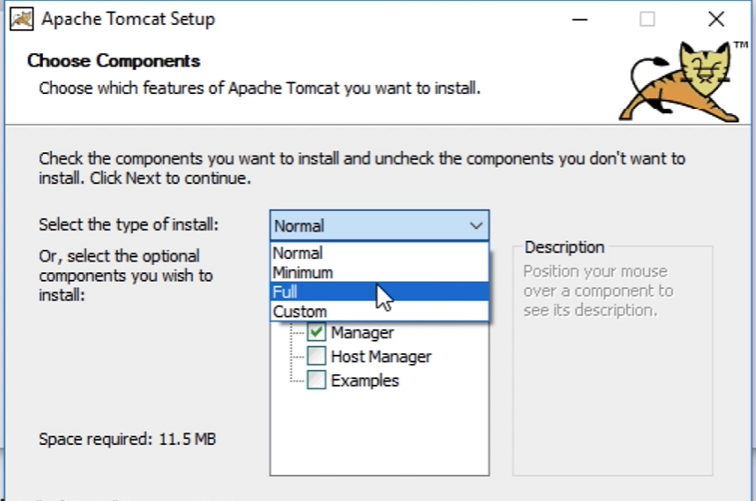 Apache Tomcat Setup
TM
Choose Components
Choose which features of Apache Tomcat you want to install.
Check the components you want to install and uncheck the components you don't want to
install. Click Next to continue.
Select the type of install:
Normal
Normal
Minimum
Full
Custom
Or, select the optional
components you wish to
install:
Manager
Host Manager
Examples
Description
Position your mouse
over a component to
see its description.
Space required: 11.5 MB